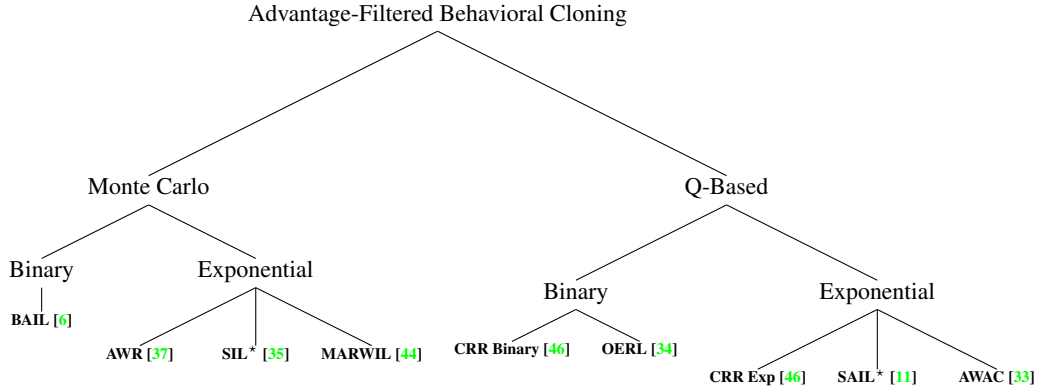 Advantage-Filtered Behavioral Cloning
Monte Carlo
Q-Based
Binary
Exponential
Binary
Exponential
BAIL [6]
AWR [37]
SIL* [35]
MARWIL [44]
CRR Binary [46]
OERL [34]
CRR Exp [46]
SAIL* [11]
AWAC [33]